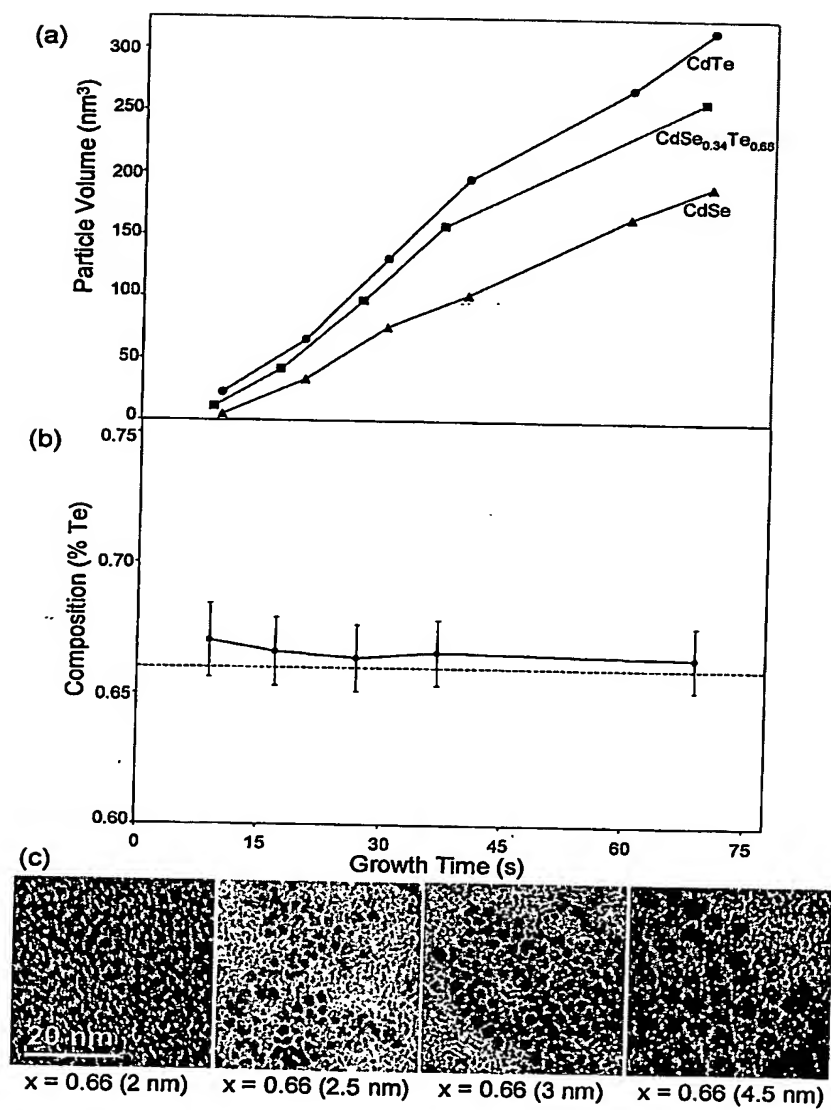 (a)
Particle Volume (nm³)
300
250
200
150
100
50
0
CdTe
CdSe0.34Te0.66
CdSe
(b)
Composition (% Te)
0.75
0.70
0.65
0.60
0 15 30 45 60 75
Growth Time (s)
(c)
20 nm
x = 0.66 (2 nm) x = 0.66 (2.5 nm) x = 0.66 (3 nm) x = 0.66 (4.5 nm)